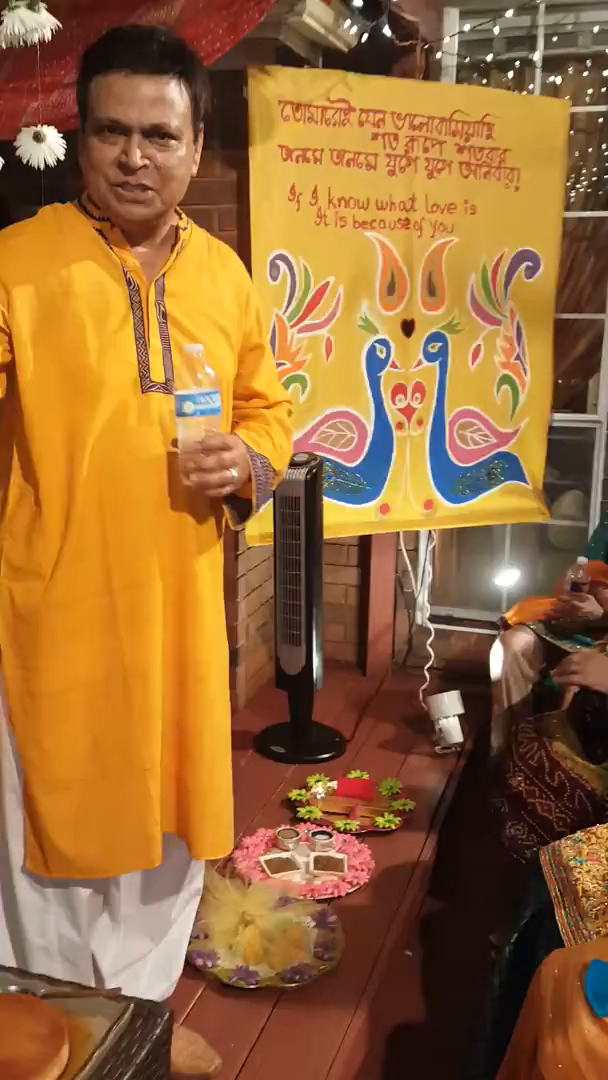 তোমারেই যেন ভালোবাসিয়াছি
শত রূপে শতবার
জনমে জনমে যুগে যুগে অনিবার।
If I know what love is
It is because of you